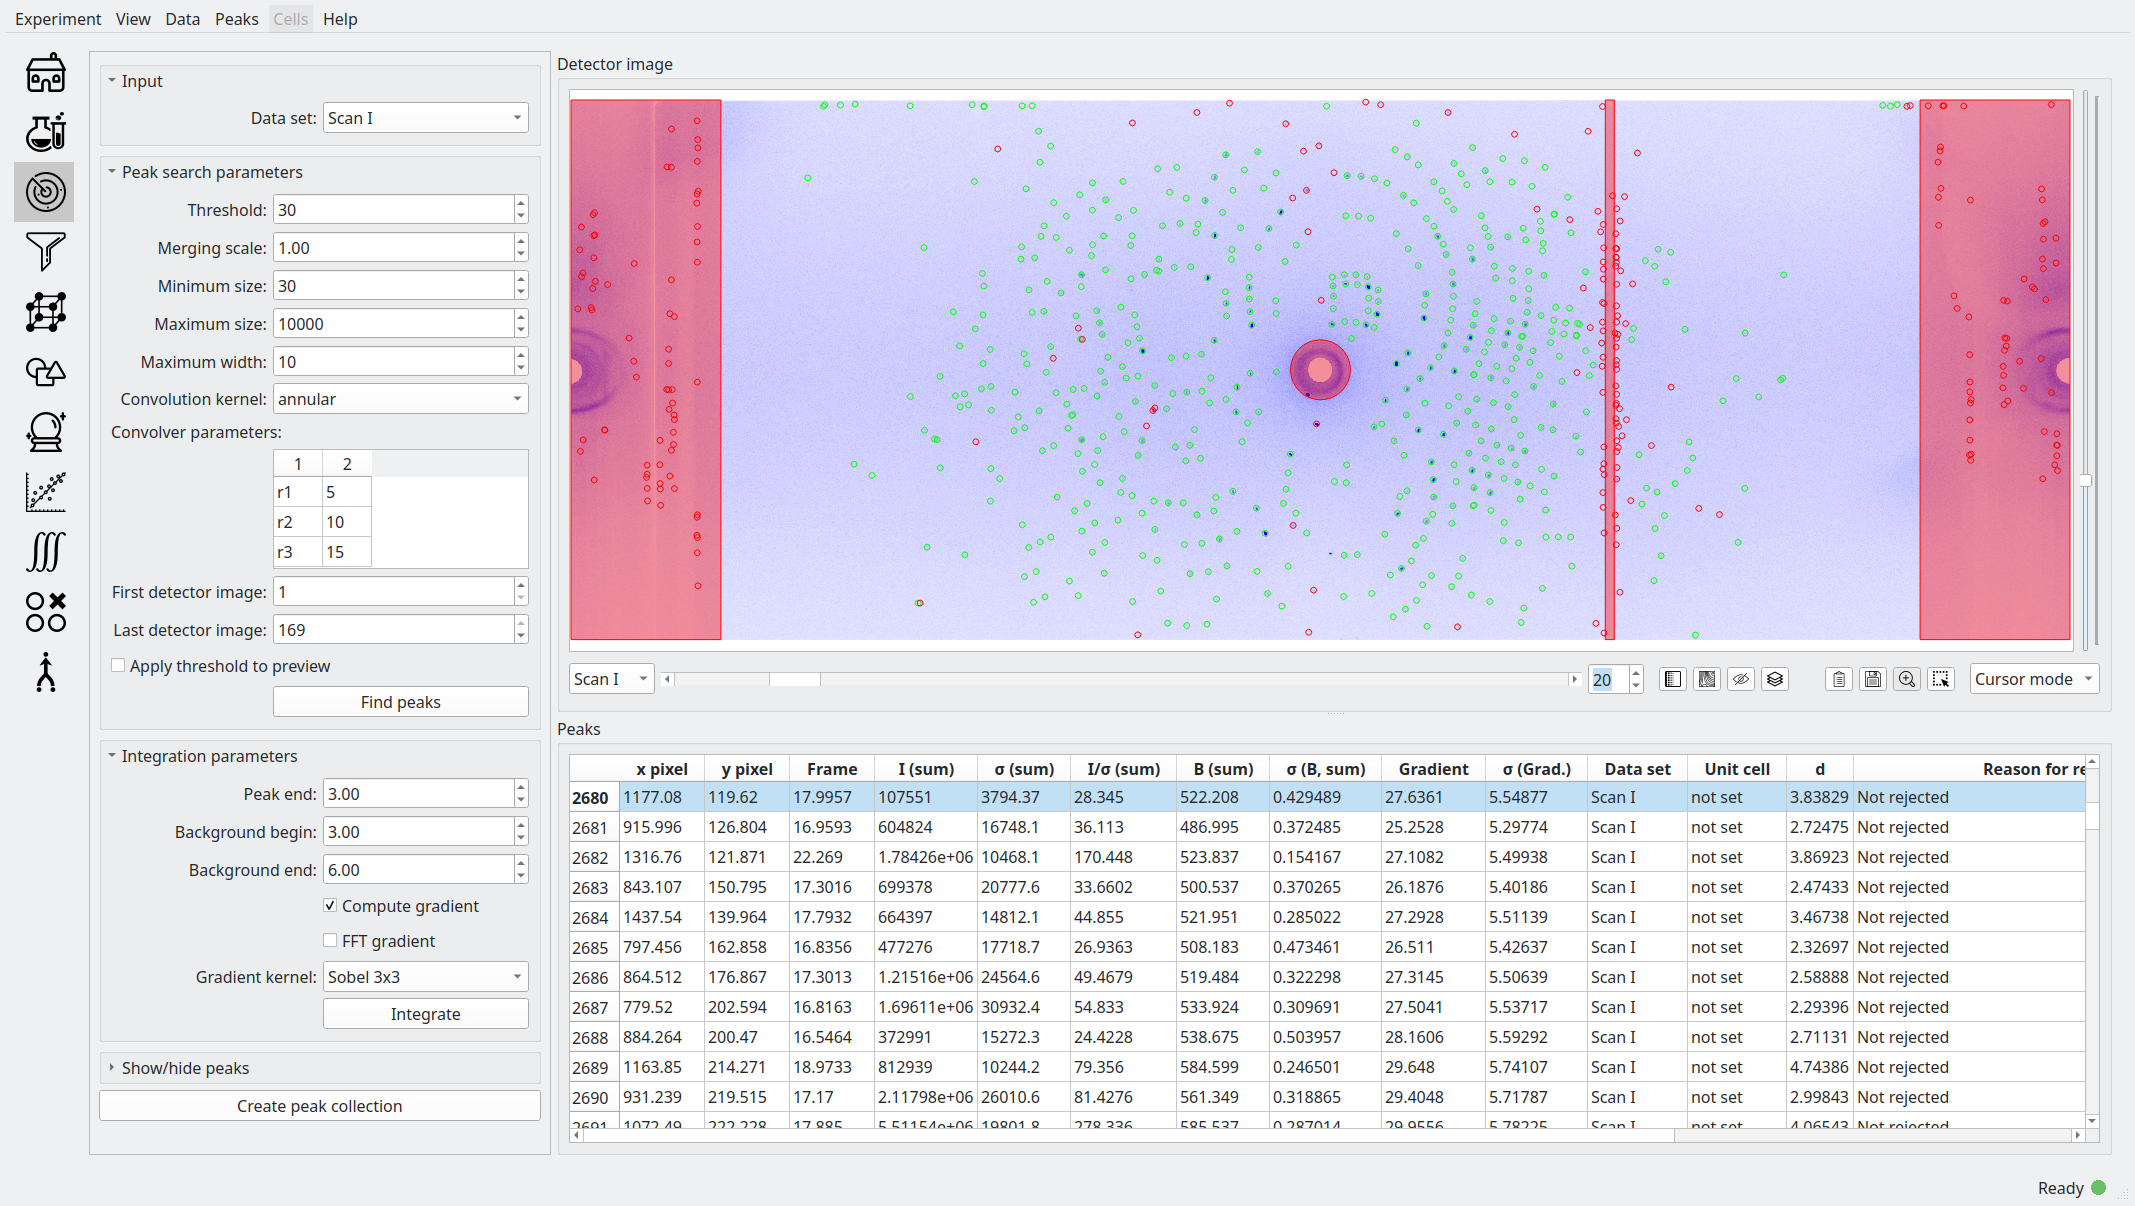 Experiment View Data Peaks Cells Help
Input
Data set: Scan I
Peak search parameters
Threshold: 30
Merging scale: 1.00
Minimum size: 30
Maximum size: 10000
Maximum width: 10
Convolution kernel: annular
Convolver parameters:
1 2
r1 5
r2 10
r3 15
First detector image: 1
Last detector image: 169
Apply threshold to preview
Find peaks
Integration parameters
Peak end: 3.00
Background begin: 3.00
Background end: 6.00
Compute gradient
FFT gradient
Gradient kernel: Sobel 3x3
Integrate
Show/hide peaks
Create peak collection
Detector image
Scan I 20 Cursor mode
Peaks
x pixel y pixel Frame I (sum) σ (sum) I/σ (sum) B (sum) σ (B, sum) Gradient σ (Grad.) Data set Unit cell d Reason for re
2680 1177.08 119.62 17.9957 107551 3794.37 28.345 522.208 0.429489 27.6361 5.54877 Scan I not set 3.83829 Not rejected
2681 915.996 126.804 16.9593 604824 16748.1 36.113 486.995 0.372485 25.2528 5.29774 Scan I not set 2.72475 Not rejected
2682 1316.76 121.871 22.269 1.78426e+06 10468.1 170.448 523.837 0.154167 27.1082 5.49938 Scan I not set 3.86923 Not rejected
2683 843.107 150.795 17.3016 699378 20777.6 33.6602 500.537 0.370265 26.1876 5.40186 Scan I not set 2.47433 Not rejected
2684 1437.54 139.964 17.7932 664397 14812.1 44.855 521.951 0.285022 27.2928 5.51139 Scan I not set 3.46738 Not rejected
2685 797.456 162.858 16.8356 477276 17718.7 26.9363 508.183 0.473461 26.511 5.42637 Scan I not set 2.32697 Not rejected
2686 864.512 176.867 17.3013 1.21516e+06 24564.6 49.4679 519.484 0.322298 27.3145 5.50639 Scan I not set 2.58888 Not rejected
2687 779.52 202.594 16.8163 1.69611e+06 30932.4 54.833 533.924 0.309691 27.5041 5.53717 Scan I not set 2.29396 Not rejected
2688 884.264 200.47 16.5464 372991 15272.3 24.4228 538.675 0.503957 28.1606 5.59292 Scan I not set 2.71131 Not rejected
2689 1163.85 214.271 18.9733 812939 10244.2 79.356 584.599 0.246501 29.648 5.74107 Scan I not set 4.74386 Not rejected
2690 931.239 219.515 17.17 2.11798e+06 26010.6 81.4276 561.349 0.318865 29.4048 5.71787 Scan I not set 2.99843 Not rejected
2691 1072.49 222.228 17.885 5.51154e+06 19801.8 278.336 585.537 0.287014 29.9556 5.78225 Scan I not set 4.06543 Not rejected
Ready